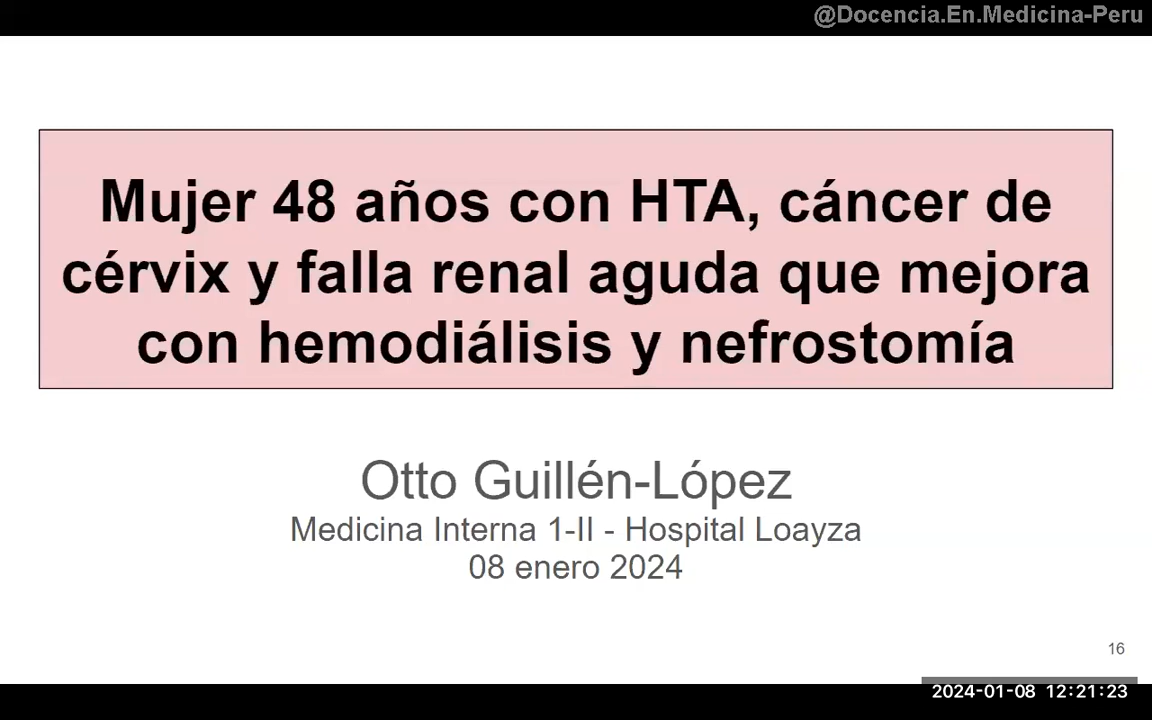 @Docencia.En.Medicina-Peru
Mujer 48 años con HTA, cáncer de
cérvix y falla renal aguda que mejora
con hemodiálisis y nefrostomía
Otto Guillén-López
Medicina Interna 1-II - Hospital Loayza
08 enero 2024
16
2024-01-08 12:21:23